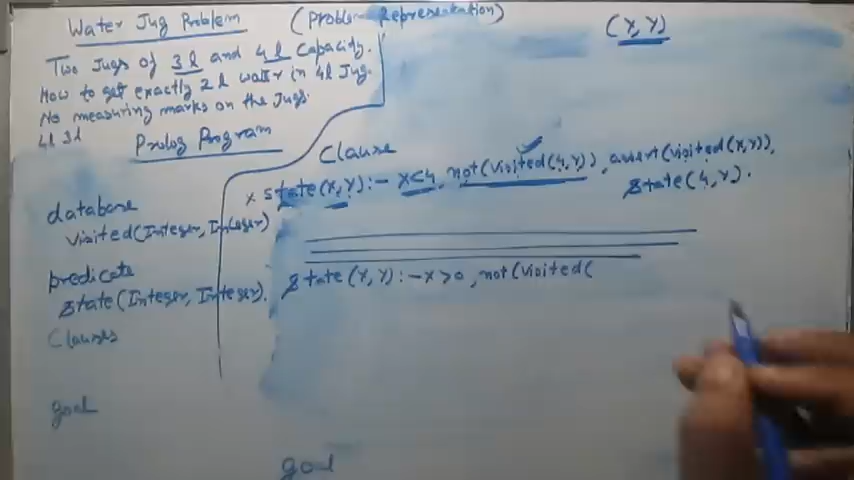 Water Jug Problem
(Problem Representation)
(X,Y)
Two Jugs of 3l and 4l Capacity.
How to get exactly 2l water in 4l Jug.
No measuring marks on the Jugs.
4l 3l
Prolog Program
Clause
x state(X,Y):- X<4, not(visited(4,Y)), assert(visited(X,Y)),
state(4,Y).
database
visited(Integer, Integer)
predicate
state(Integer, Integer).
Clauses
goal
state(X,Y):-X>0, not(visited(
goal